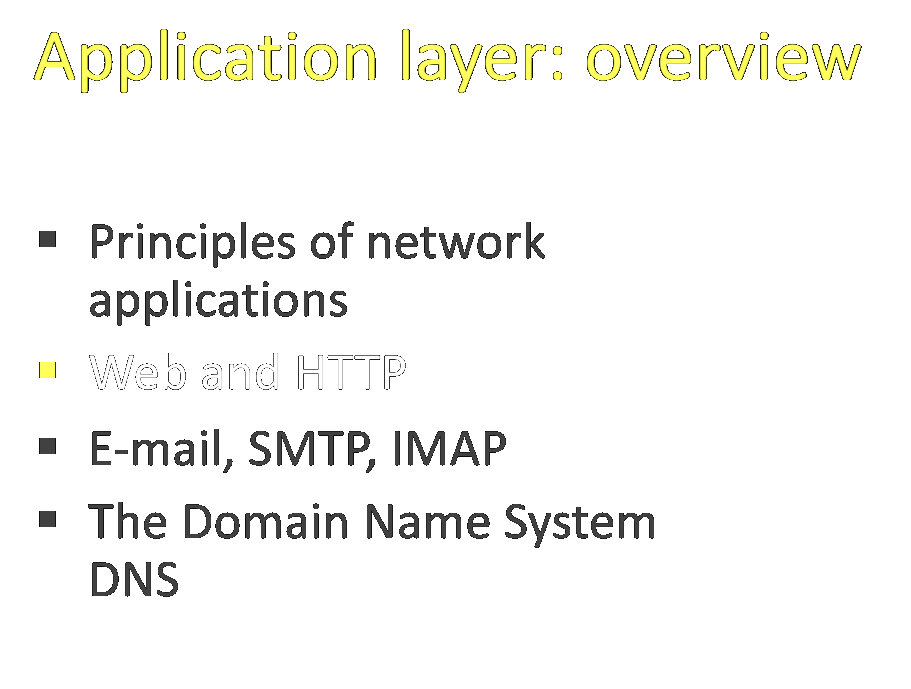 Application layer: overview
▪ Principles of network
applications
▪ Web and HTTP
▪ E-mail, SMTP, IMAP
▪ The Domain Name System
DNS